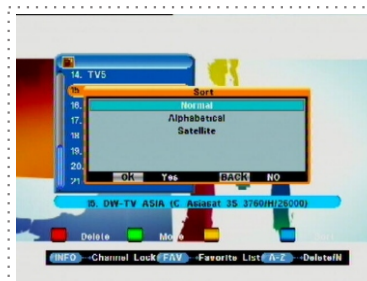 14. TV5
15
Sort
16. Normal
17. Alphabetical
18 Satellite
19.
20.
21 OK Yes BACK NO
15. DW-TV ASIA (C Asiasat 3S 3760/H/26000)
Delete Move
INFO Channel Lock FAV Favorite List A-Z DeleteN